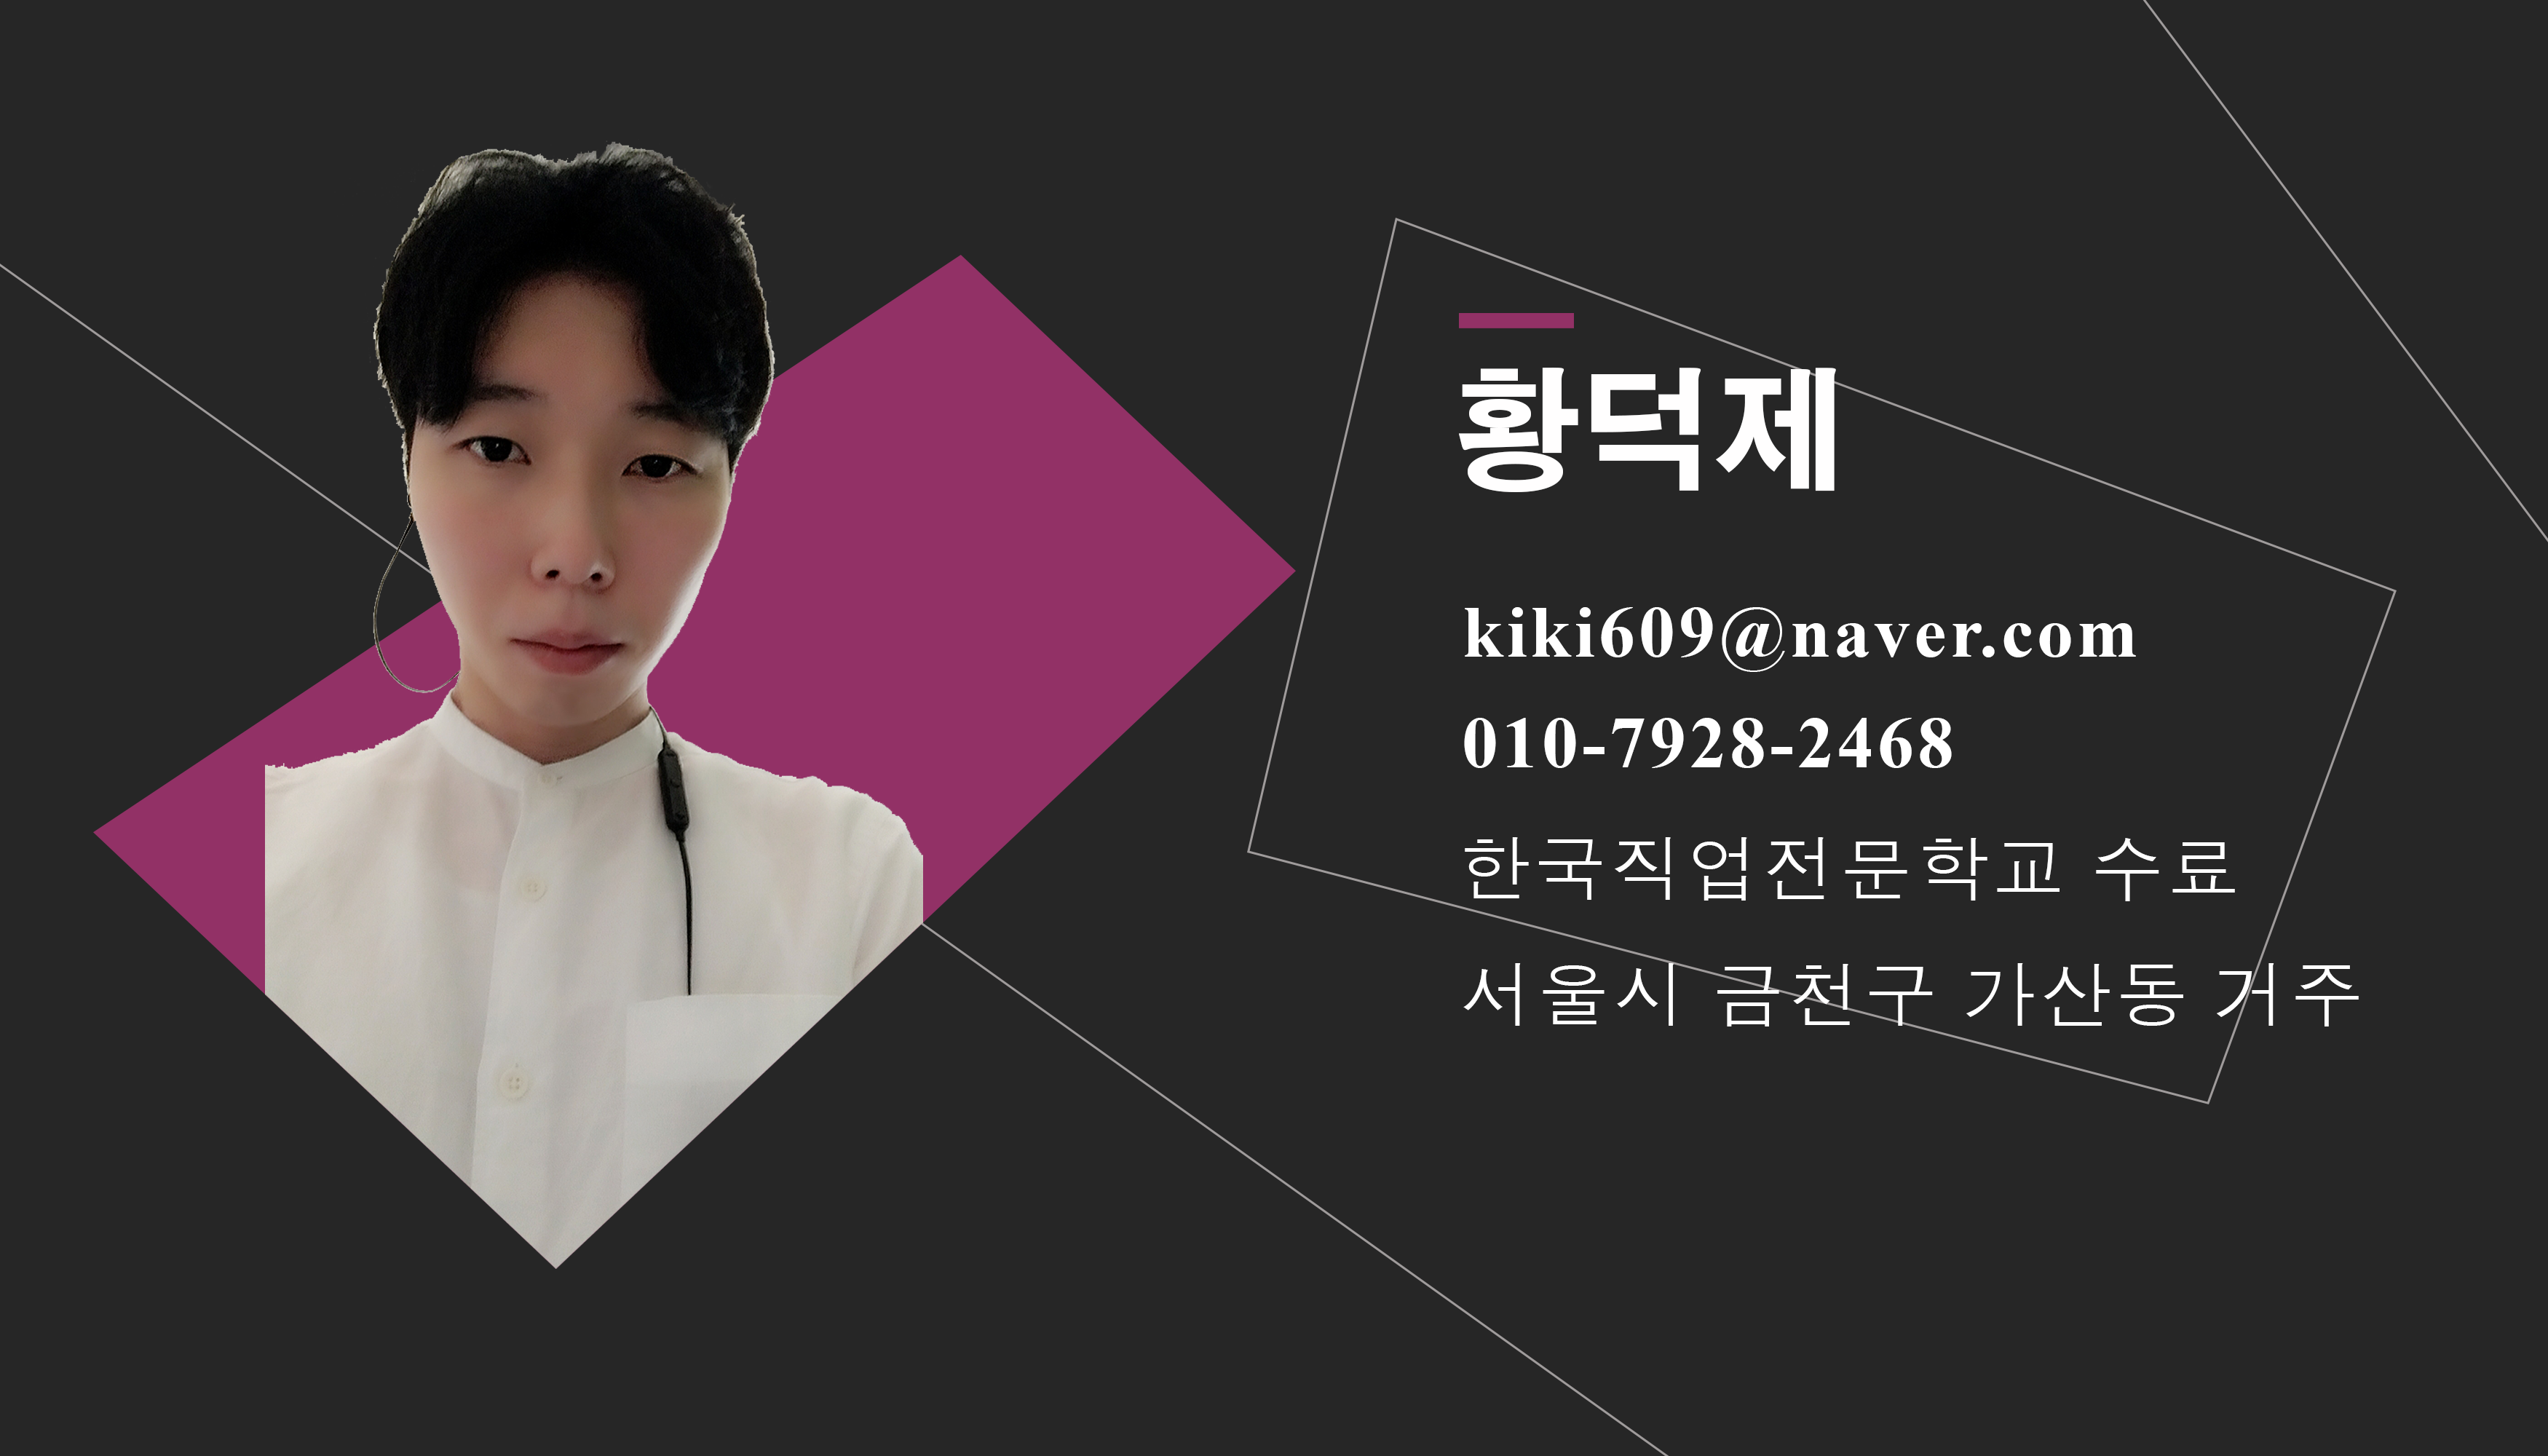 황덕제
kiki609@naver.com
010-7928-2468
한국직업전문학교 수료
서울시 금천구 가산동 거주